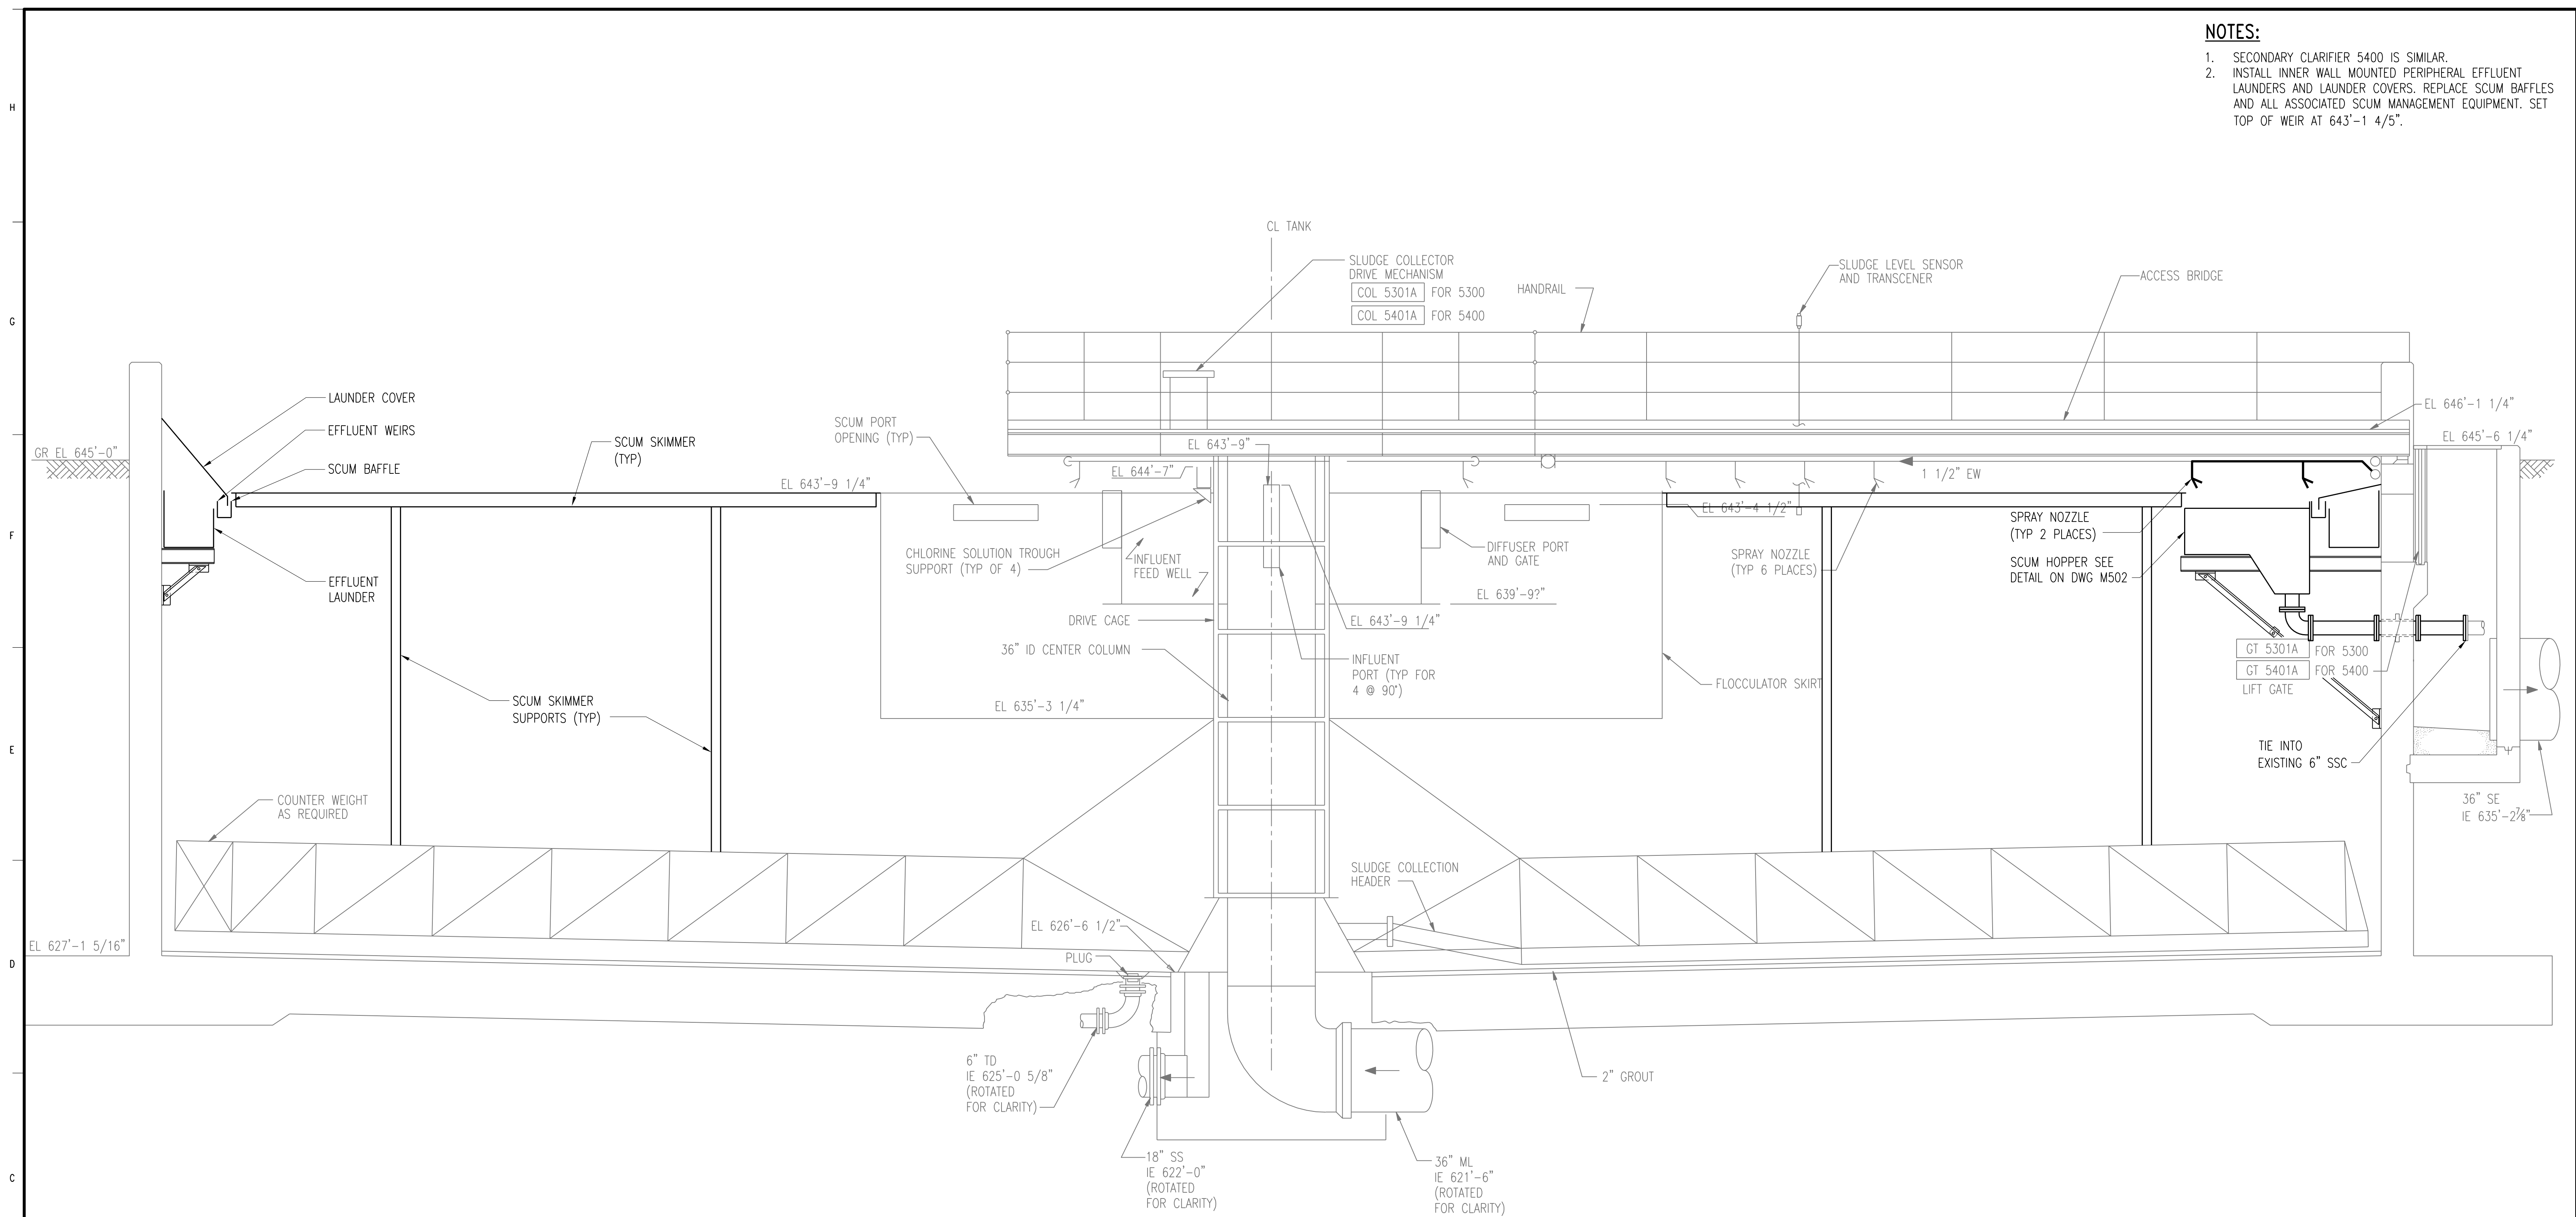 NOTES:
1. SECONDARY CLARIFIER 5400 IS SIMILAR.
2. INSTALL INNER WALL MOUNTED PERIPHERAL EFFLUENT
LAUNDERS AND LAUNDER COVERS. REPLACE SCUM BAFFLES
AND ALL ASSOCIATED SCUM MANAGEMENT EQUIPMENT. SET
TOP OF WEIR AT 643'-1 4/5".
H
G
F
E
D
C
CL TANK
SLUDGE COLLECTOR
DRIVE MECHANISM
COL 5301A FOR 5300
COL 5401A FOR 5400
HANDRAIL
SLUDGE LEVEL SENSOR
AND TRANSCENER
ACCESS BRIDGE
LAUNDER COVER
EFFLUENT WEIRS
SCUM BAFFLE
SCUM SKIMMER
(TYP)
SCUM PORT
OPENING (TYP)
GR EL 645'-0"
EL 643'-9"
EL 644'-7"
EL 643'-9 1/4"
EL 646'-1 1/4"
EL 645'-6 1/4"
1 1/2" EW
EL 643'-4 1/2"
SPRAY NOZZLE
(TYP 2 PLACES)
SCUM HOPPER SEE
DETAIL ON DWG M502
SPRAY NOZZLE
(TYP 6 PLACES)
DIFFUSER PORT
AND GATE
CHLORINE SOLUTION TROUGH
SUPPORT (TYP OF 4)
INFLUENT
FEED WELL
EFFLUENT
LAUNDER
EL 639'-9?"
EL 643'-9 1/4"
DRIVE CAGE
36" ID CENTER COLUMN
INFLUENT
PORT (TYP FOR
4 @ 90°)
FLOCCULATOR SKIRT
GT 5301A FOR 5300
GT 5401A FOR 5400
LIFT GATE
SCUM SKIMMER
SUPPORTS (TYP)
EL 635'-3 1/4"
TIE INTO
EXISTING 6" SSC
36" SE
IE 635'-2⅞"
COUNTER WEIGHT
AS REQUIRED
SLUDGE COLLECTION
HEADER
EL 626'-6 1/2"
EL 627'-1 5/16"
PLUG
6" TD
IE 625'-0 5/8"
(ROTATED
FOR CLARITY)
2" GROUT
18" SS
IE 622'-0"
(ROTATED
FOR CLARITY)
36" ML
IE 621'-6"
(ROTATED
FOR CLARITY)